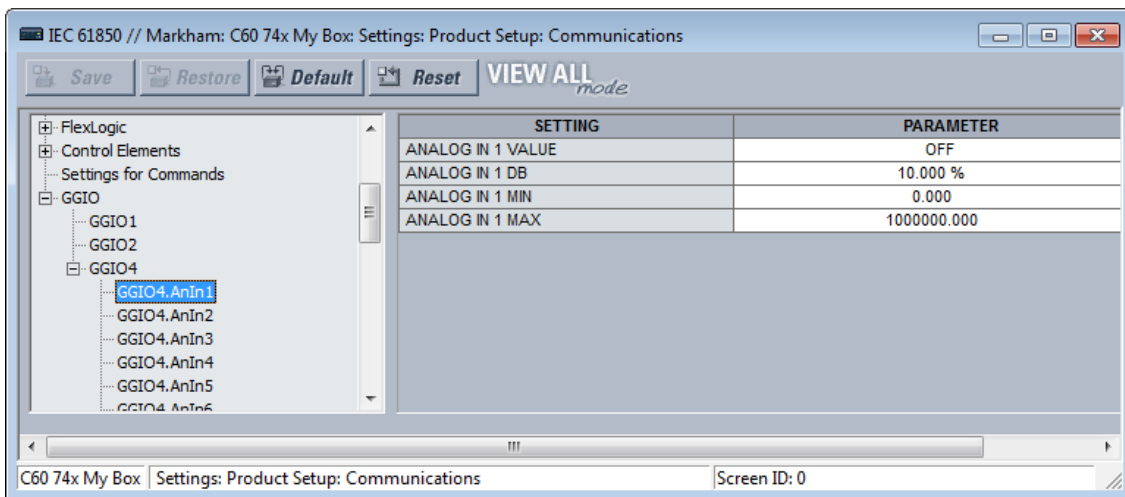 IEC 61850 // Markham: C60 74x My Box: Settings: Product Setup: Communications
Save Restore Default Reset VIEW ALL mode
FlexLogic
Control Elements
Settings for Commands
GGIO
GGIO1
GGIO2
GGIO4
GGIO4.AnIn1
GGIO4.AnIn2
GGIO4.AnIn3
GGIO4.AnIn4
GGIO4.AnIn5
GGIO4.AnIn6
SETTING PARAMETER
ANALOG IN 1 VALUE OFF
ANALOG IN 1 DB 10.000 %
ANALOG IN 1 MIN 0.000
ANALOG IN 1 MAX 1000000.000
C60 74x My Box Settings: Product Setup: Communications Screen ID: 0